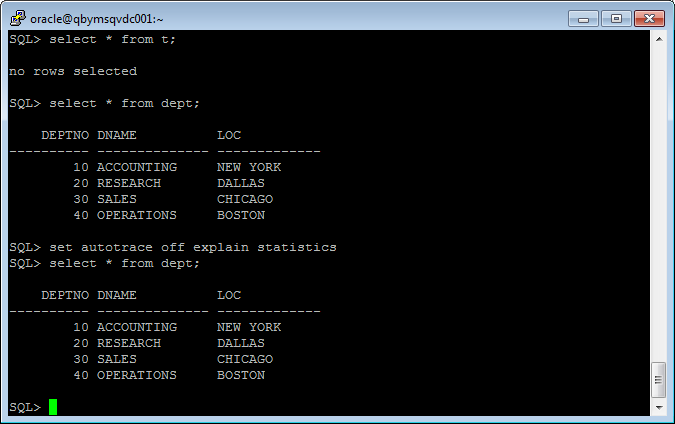 oracle@qbymsqvdc001:~
SQL> select * from t;
no rows selected
SQL> select * from dept;
    DEPTNO DNAME          LOC
---------- -------------- -------------
        10 ACCOUNTING     NEW YORK
        20 RESEARCH       DALLAS
        30 SALES          CHICAGO
        40 OPERATIONS     BOSTON
SQL> set autotrace off explain statistics
SQL> select * from dept;
    DEPTNO DNAME          LOC
---------- -------------- -------------
        10 ACCOUNTING     NEW YORK
        20 RESEARCH       DALLAS
        30 SALES          CHICAGO
        40 OPERATIONS     BOSTON
SQL>